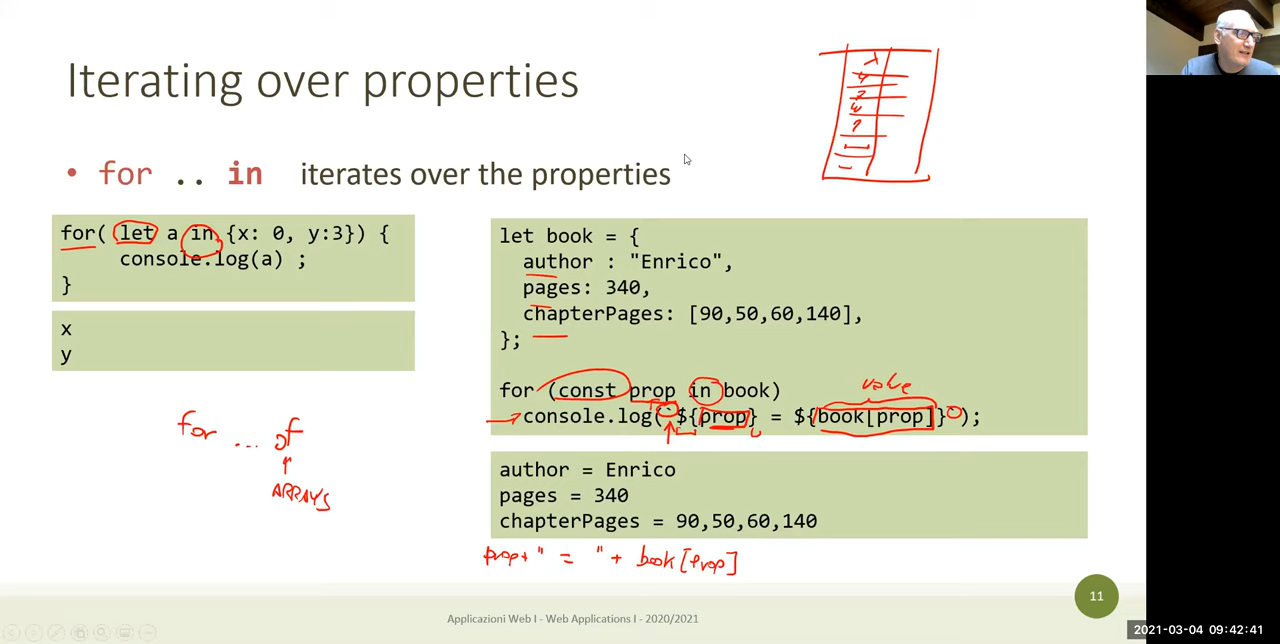 Iterating over properties
• for .. in iterates over the properties
for( let a in {x: 0, y:3}) {
console.log(a) ;
}
x
y
for ... of
ARRAYS
let book = {
author : "Enrico",
pages: 340,
chapterPages: [90,50,60,140],
};
for (const prop in book)
value
console.log( `${prop} = ${book[prop]}`);
author = Enrico
pages = 340
chapterPages = 90,50,60,140
prop+" = "+ book[prop]
11
Applicazioni Web I - Web Applications I - 2020/2021
2021-03-04 09:42:41